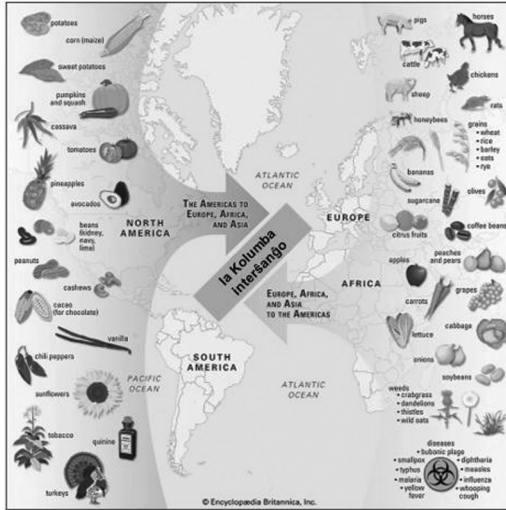 potatoes
corn (maize)
sweet potatoes
pumpkins
and squash
cassava
tomatoes
pineapples
avocados
beans
(kidney,
navy,
lima)
peanuts
cashews
cacao
(for chocolate)
vanilla
chili peppers
sunflowers
tobacco
quinine
turkeys
NORTH
AMERICA
THE AMERICAS TO
EUROPE, AFRICA,
AND ASIA
ATLANTIC
OCEAN
la Kolumba
interŝanĝo
EUROPE
AFRICA
EUROPE, AFRICA,
AND ASIA
TO THE AMERICAS
SOUTH
AMERICA
PACIFIC
OCEAN
ATLANTIC
OCEAN
pigs
horses
cattle
chickens
sheep
rats
honeybees
grains
• wheat
• rice
• barley
• oats
• rye
bananas
sugarcane
olives
citrus fruits
coffee beans
apples
peaches
and pears
carrots
grapes
lettuce
cabbage
onions
soybeans
weeds
• crabgrass
• dandelions
• thistles
• wild oats
diseases
• bubonic plague
• smallpox
• typhus
• malaria
• yellow
fever
• diphtheria
• measles
• influenza
• whooping
cough
© Encyclopædia Britannica, Inc.